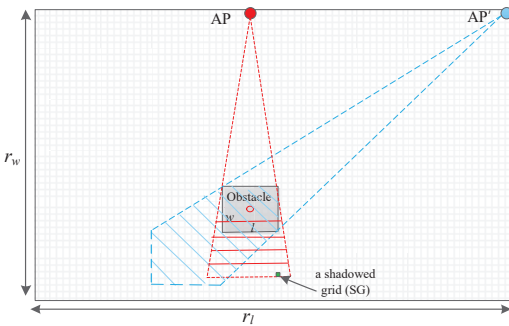 AP
AP′
r_w
Obstacle
w
l
a shadowed
grid (SG)
r_l